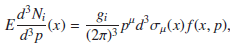 E\frac{d^3 N_i}{d^3 p}(x) = \frac{g_i}{(2\pi)^3} p^\mu d^3\sigma_\mu(x) f(x, p),